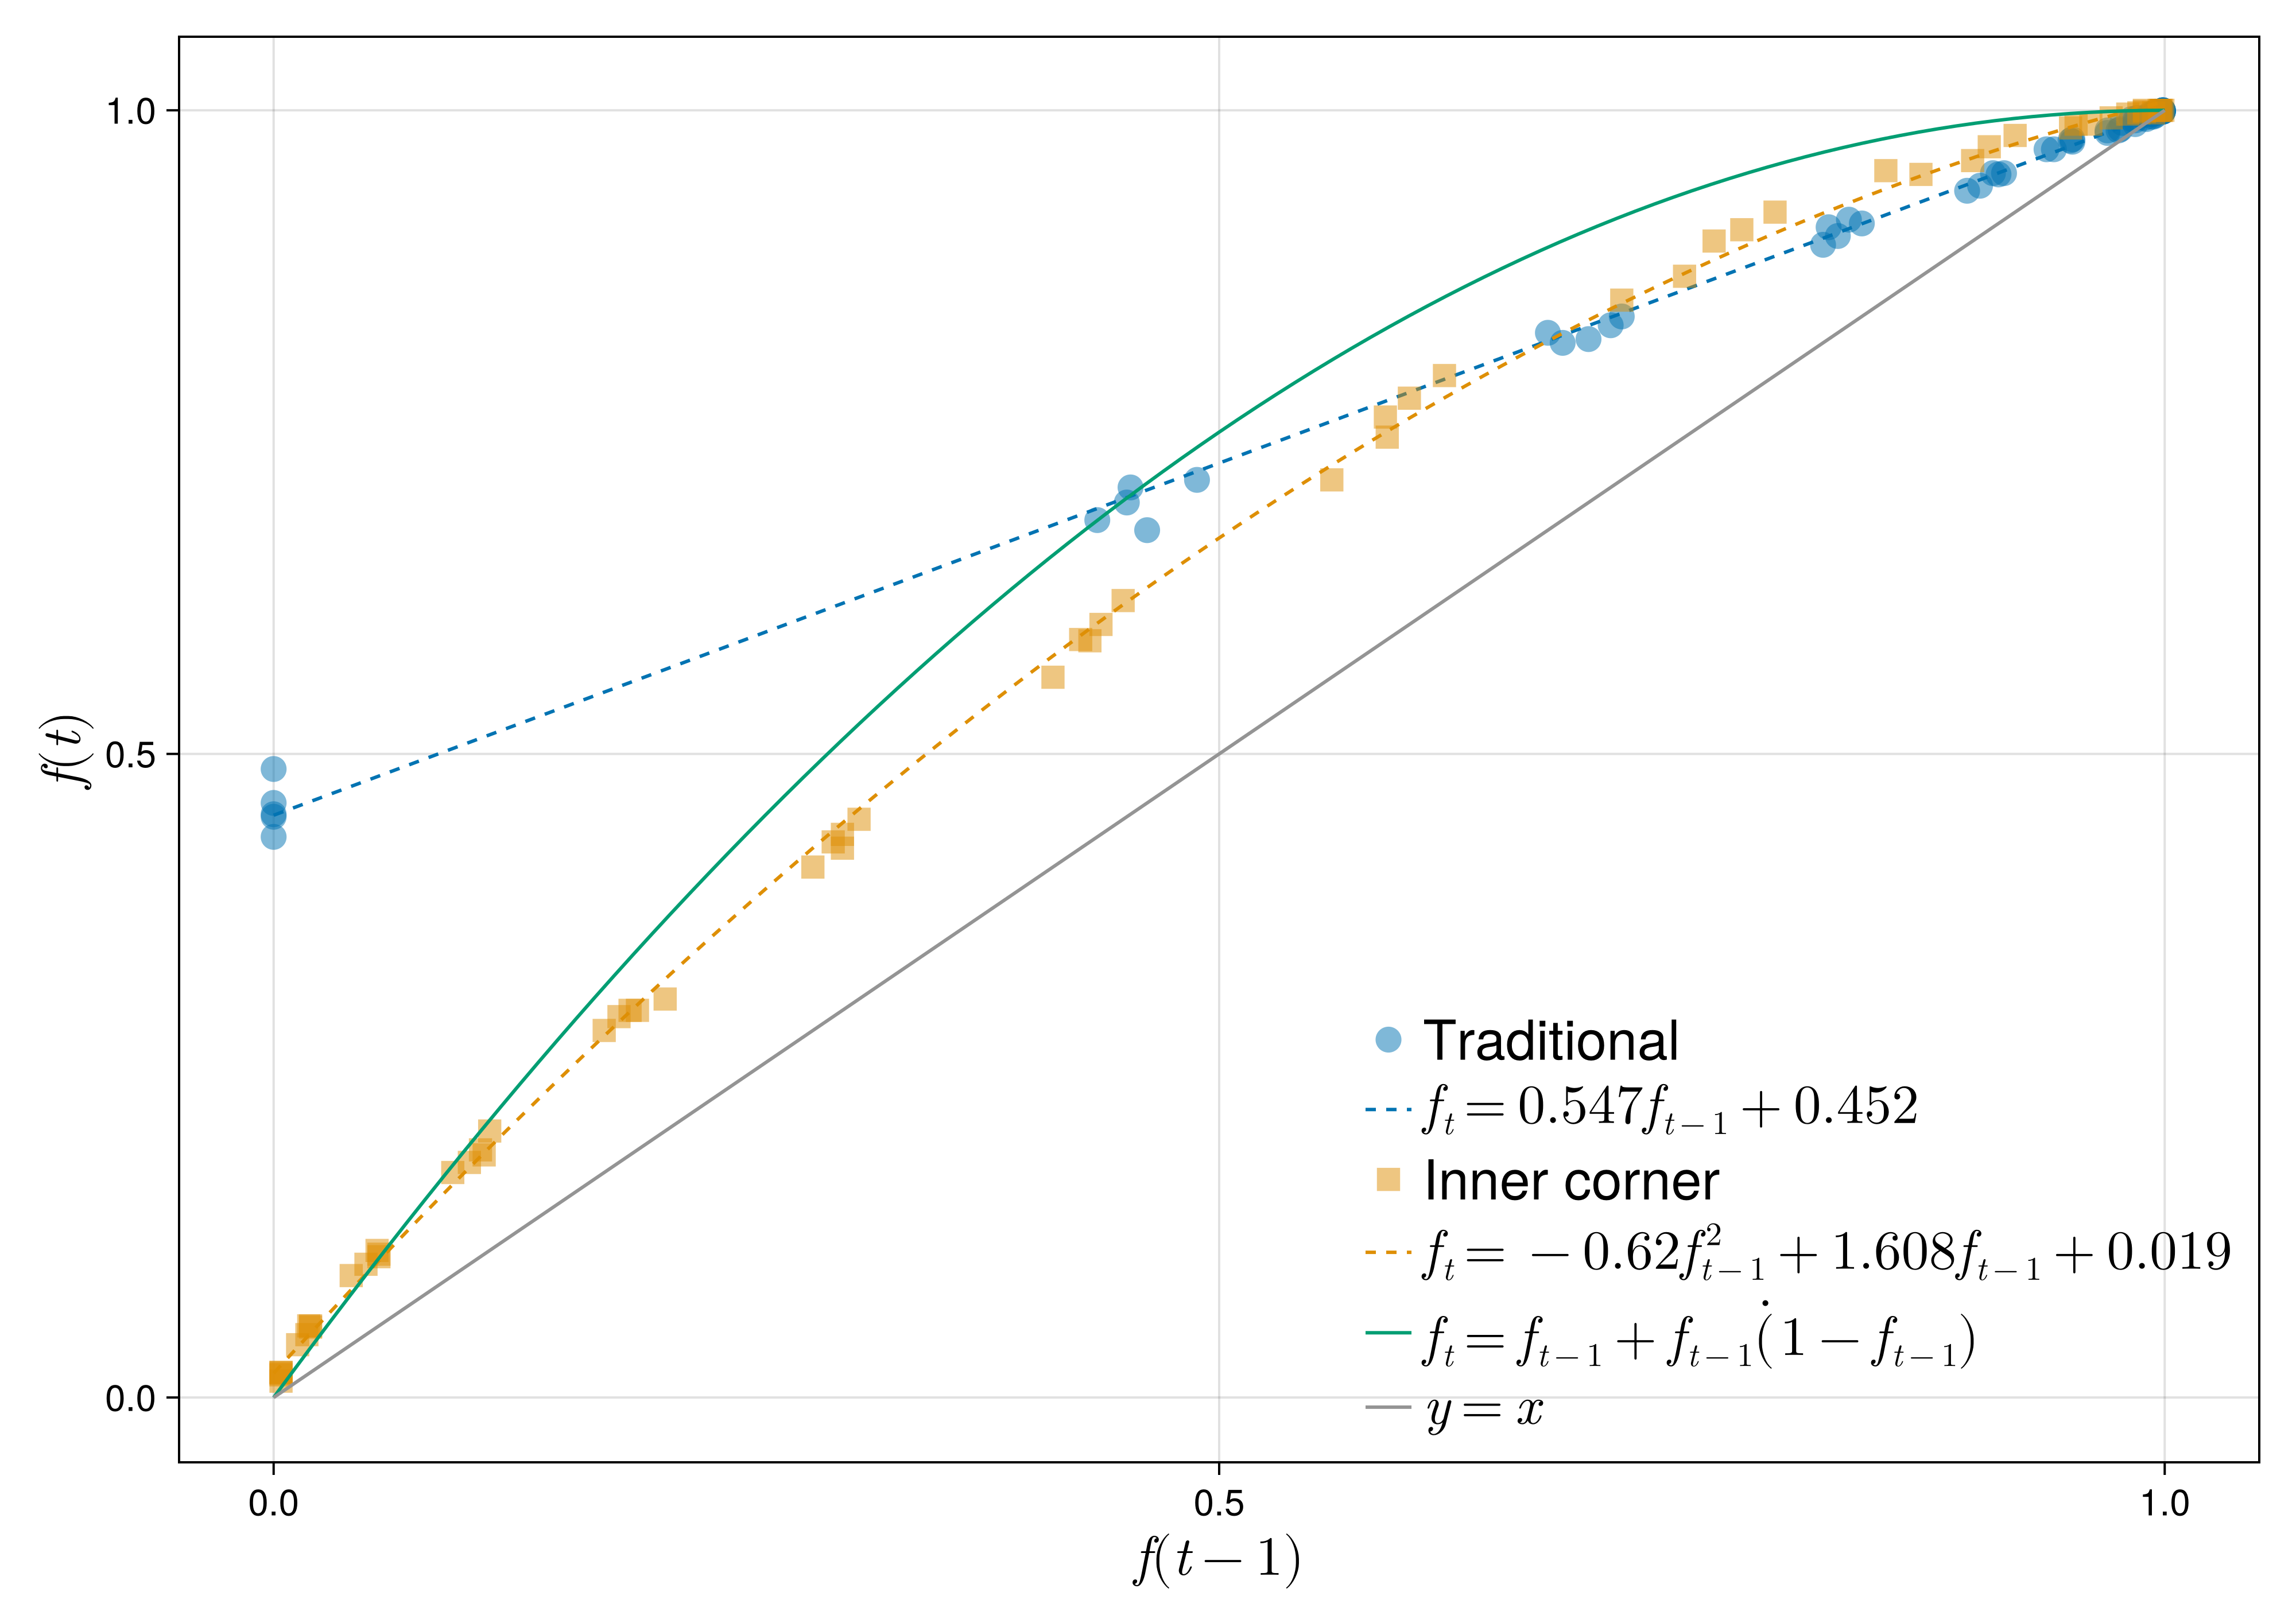 1.0
0.5
0.0
f(t)
Traditional
f_t = 0.547f_{t-1} + 0.452
Inner corner
f_t = -0.62f_{t-1}^2 + 1.608f_{t-1} + 0.019
f_t = f_{t-1} + f_{t-1}\dot{(}1 - f_{t-1})
y = x
0.0 0.5 1.0
f(t-1)